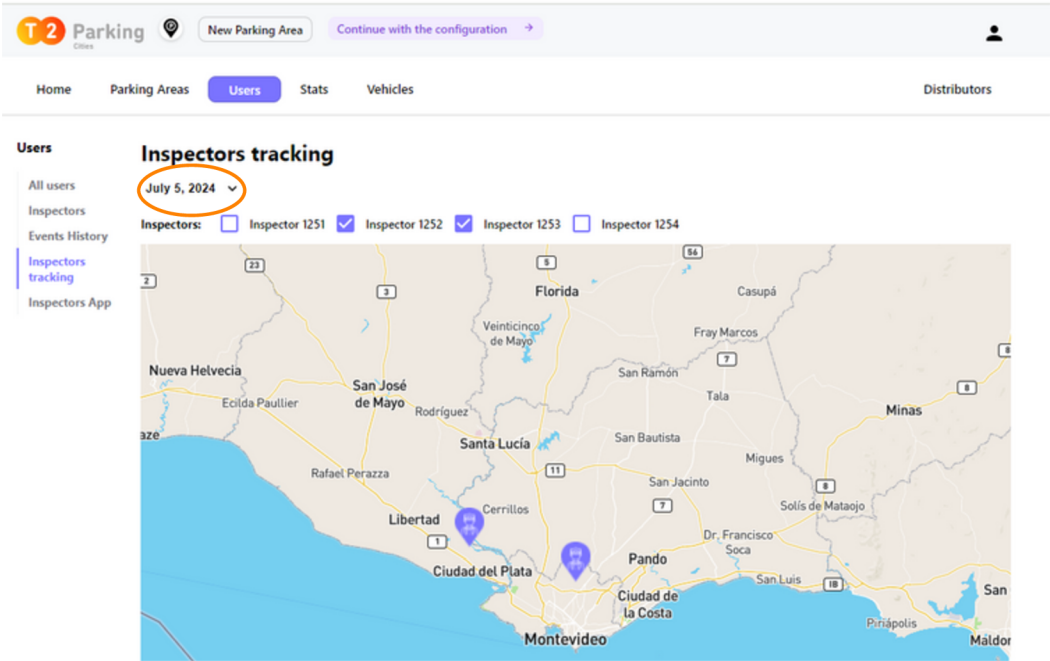 T2 Parking
Cities
New Parking Area
Continue with the configuration →
Home Parking Areas Users Stats Vehicles Distributors
Users
All users
Inspectors
Events History
Inspectors
tracking
Inspectors App
Inspectors tracking
July 5, 2024
Inspectors: Inspector 1251 Inspector 1252 Inspector 1253 Inspector 1254
56
23
5
2
3
Florida
Casupá
Veinticinco
de Mayo
Fray Marcos
8
7
Nueva Helvecia
San Ramón
San José
de Mayo
8
Ecilda Paullier
Tala
Rodríguez
Minas
aze
Santa Lucía
San Bautista
Migues
11
Rafael Perazza
San Jacinto
8
7
Solís de Mataojo
Cerrillos
Libertad
1
Dr. Francisco
Soca
Pando
Ciudad del Plata
San Luis
IB
San
Ciudad de
la Costa
Piriápolis
Montevideo
Maldor